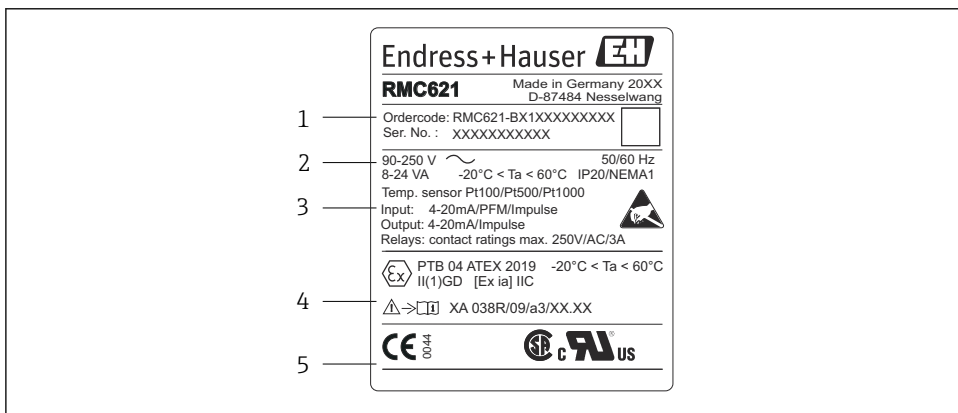 Endress+Hauser EH
RMC621
Made in Germany 20XX
D-87484 Nesselwang
1
Ordercode: RMC621-BX1XXXXXXXXX
Ser. No. : XXXXXXXXXXX
2
90-250 V 50/60 Hz
8-24 VA -20°C < Ta < 60°C IP20/NEMA1
Temp. sensor Pt100/Pt500/Pt1000
3
Input: 4-20mA/PFM/Impulse
Output: 4-20mA/Impulse
Relays: contact ratings max. 250V/AC/3A
Ex PTB 04 ATEX 2019 -20°C < Ta < 60°C
II(1)GD [Ex ia] IIC
4
XA 038R/09/a3/XX.XX
CE 0044 SA C RU ® US
5